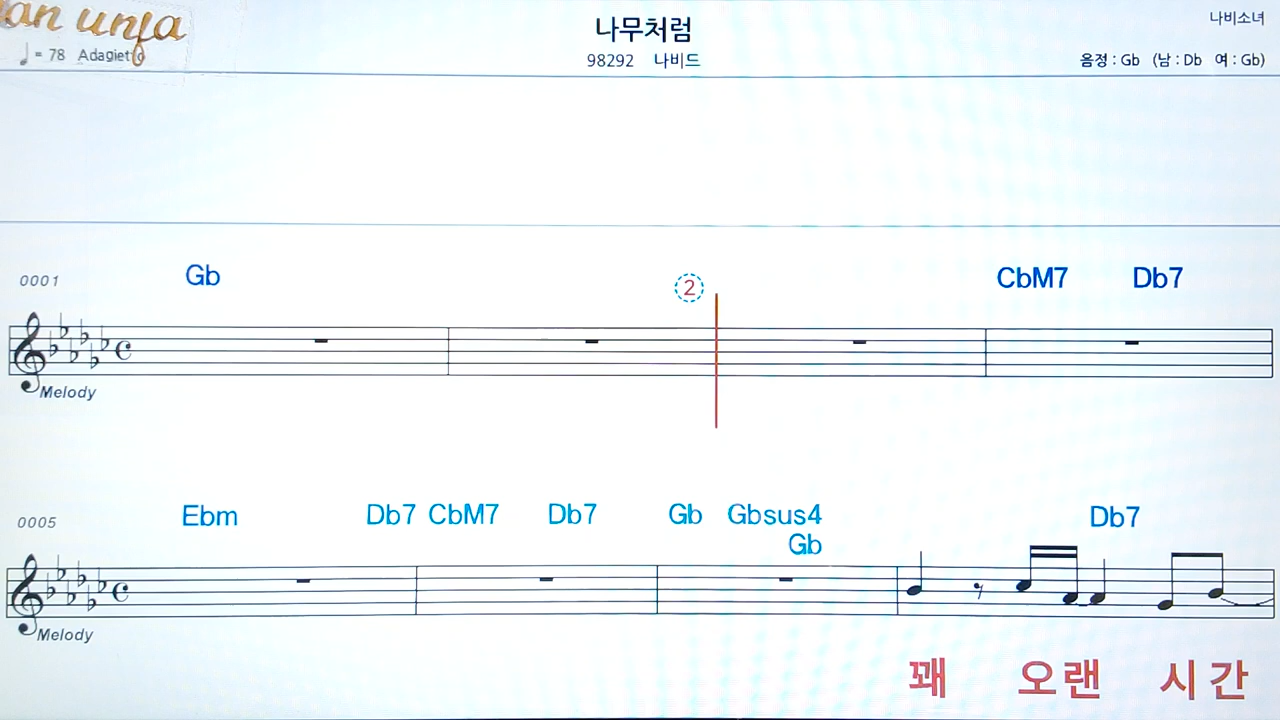 an unja
나무처럼
나비소녀
♩ = 78 Adagietto
98292 나비드
음정 : Gb (남 : Db 여 : Gb)
0001 Gb ② CbM7 Db7
Melody
0005 Ebm Db7 CbM7 Db7 Gb Gbsus4 Db7
Gb
Melody
꽤 오랜 시간